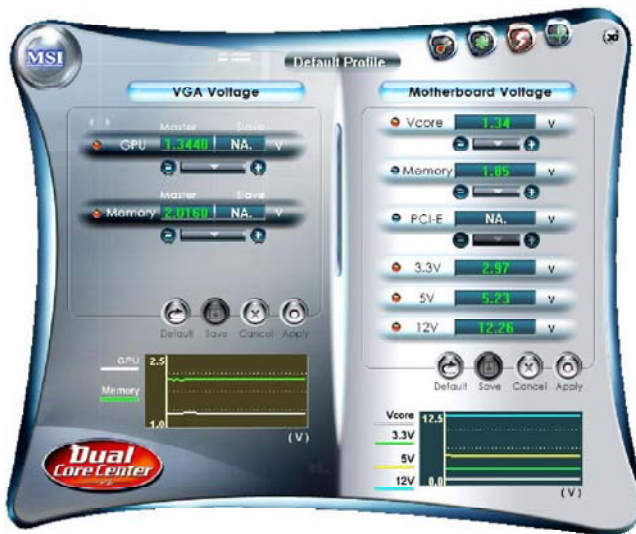 MSI
Default Profile
VGA Voltage
Master Slave
GPU 1.3440 NA. V
Master Slave
Memory 2.0160 NA. V
Default Save Cancel Apply
GPU
Memory
2.5
1.0
(V)
Dual
Core Center
Motherboard Voltage
Vcore 1.34 V
Memory 1.85 V
PCI-E NA. V
3.3V 2.97 V
5V 5.23 V
12V 12.26 V
Default Save Cancel Apply
Vcore
3.3V
5V
12V
12.5
0.0
(V)